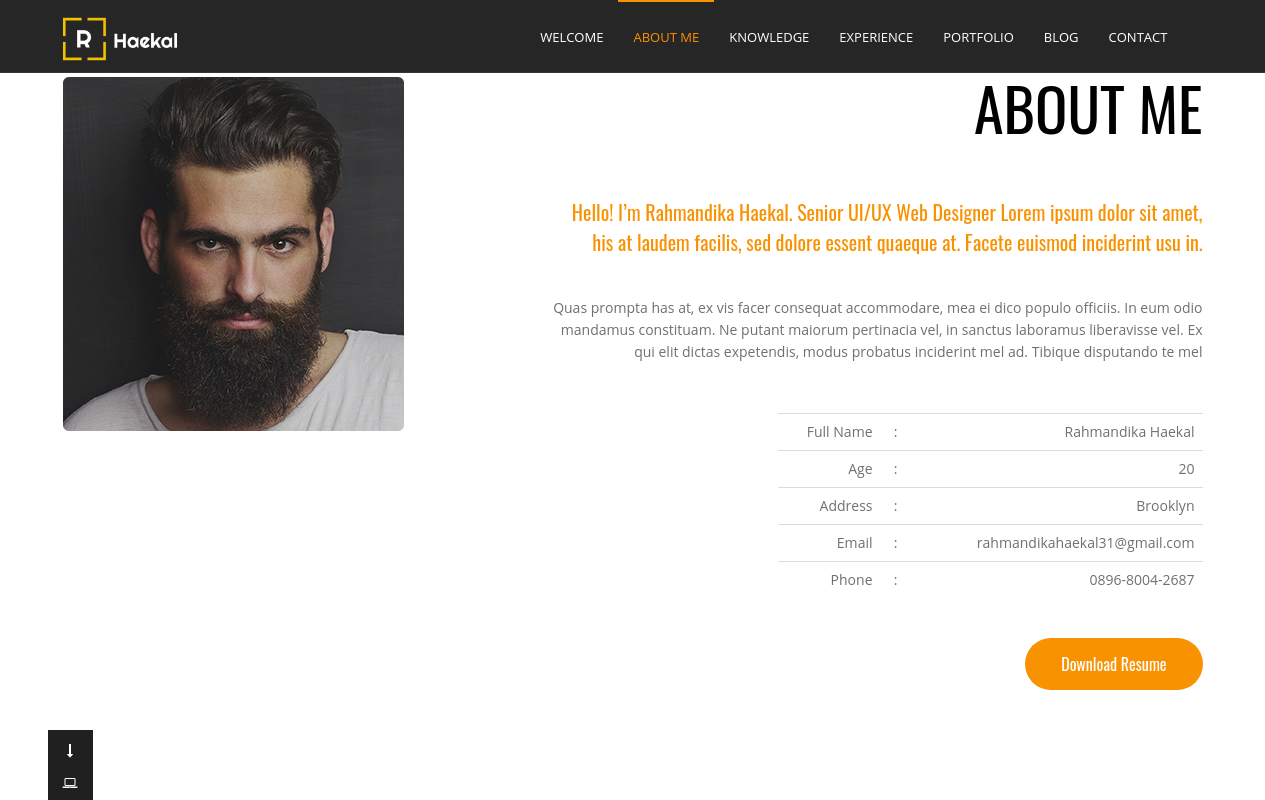 R Haekal
WELCOME ABOUT ME KNOWLEDGE EXPERIENCE PORTFOLIO BLOG CONTACT
ABOUT ME
Hello! I’m Rahmandika Haekal. Senior UI/UX Web Designer Lorem ipsum dolor sit amet,
his at laudem facilis, sed dolore essent quaeque at. Facete euismod inciderint usu in.
Quas prompta has at, ex vis facer consequat accommodare, mea ei dico populo officiis. In eum odio
mandamus constituam. Ne putant maiorum pertinacia vel, in sanctus laboramus liberavisse vel. Ex
qui elit dictas expetendis, modus probatus inciderint mel ad. Tibique disputando te mel
Full Name : Rahmandika Haekal
Age : 20
Address : Brooklyn
Email : rahmandikahaekal31@gmail.com
Phone : 0896-8004-2687
Download Resume